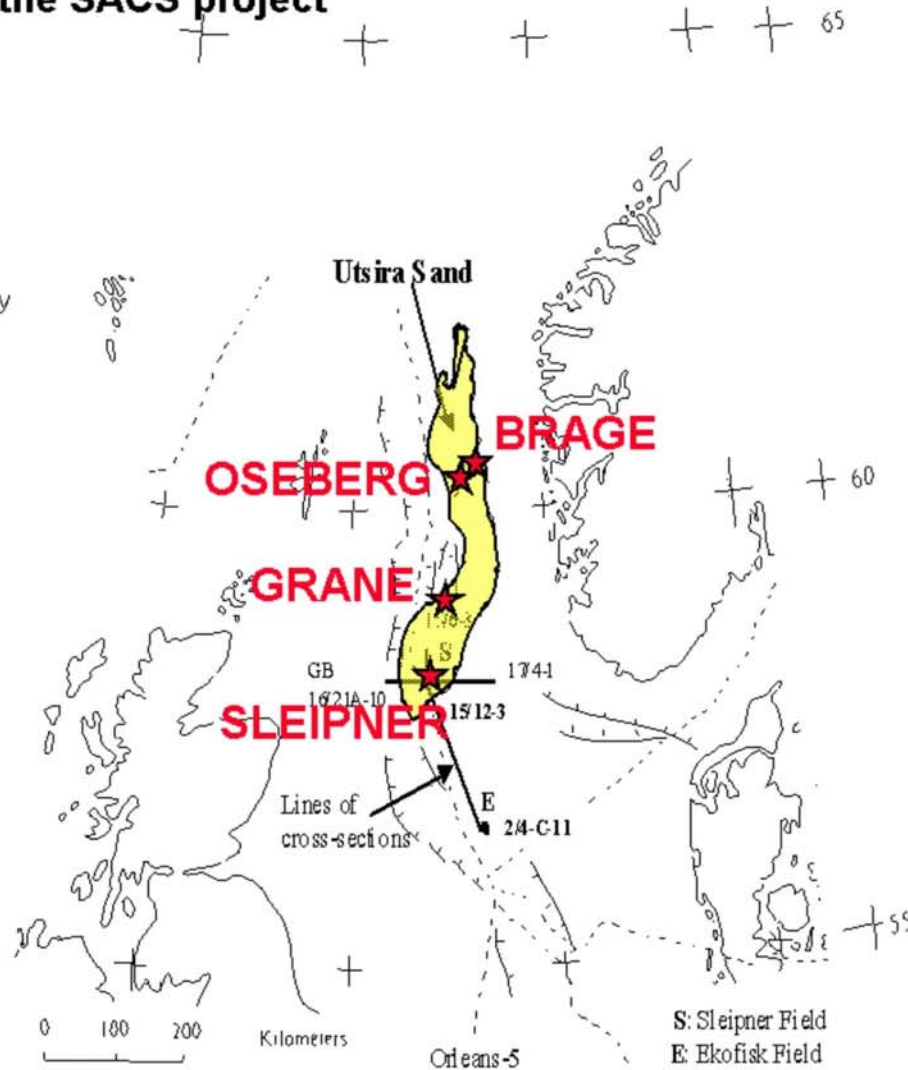 the SACS project
65
Utsira Sand
y
BRAGE
OSEBERG
60
GRANE
S
GB
17/4-1
16/21A-10
15/12-3
SLEIPNER
Lines of
cross-sections
E
2/4-C-11
55
0 100 200
Kilometers
Orleans-5
S: Sleipner Field
E: Ekofisk Field